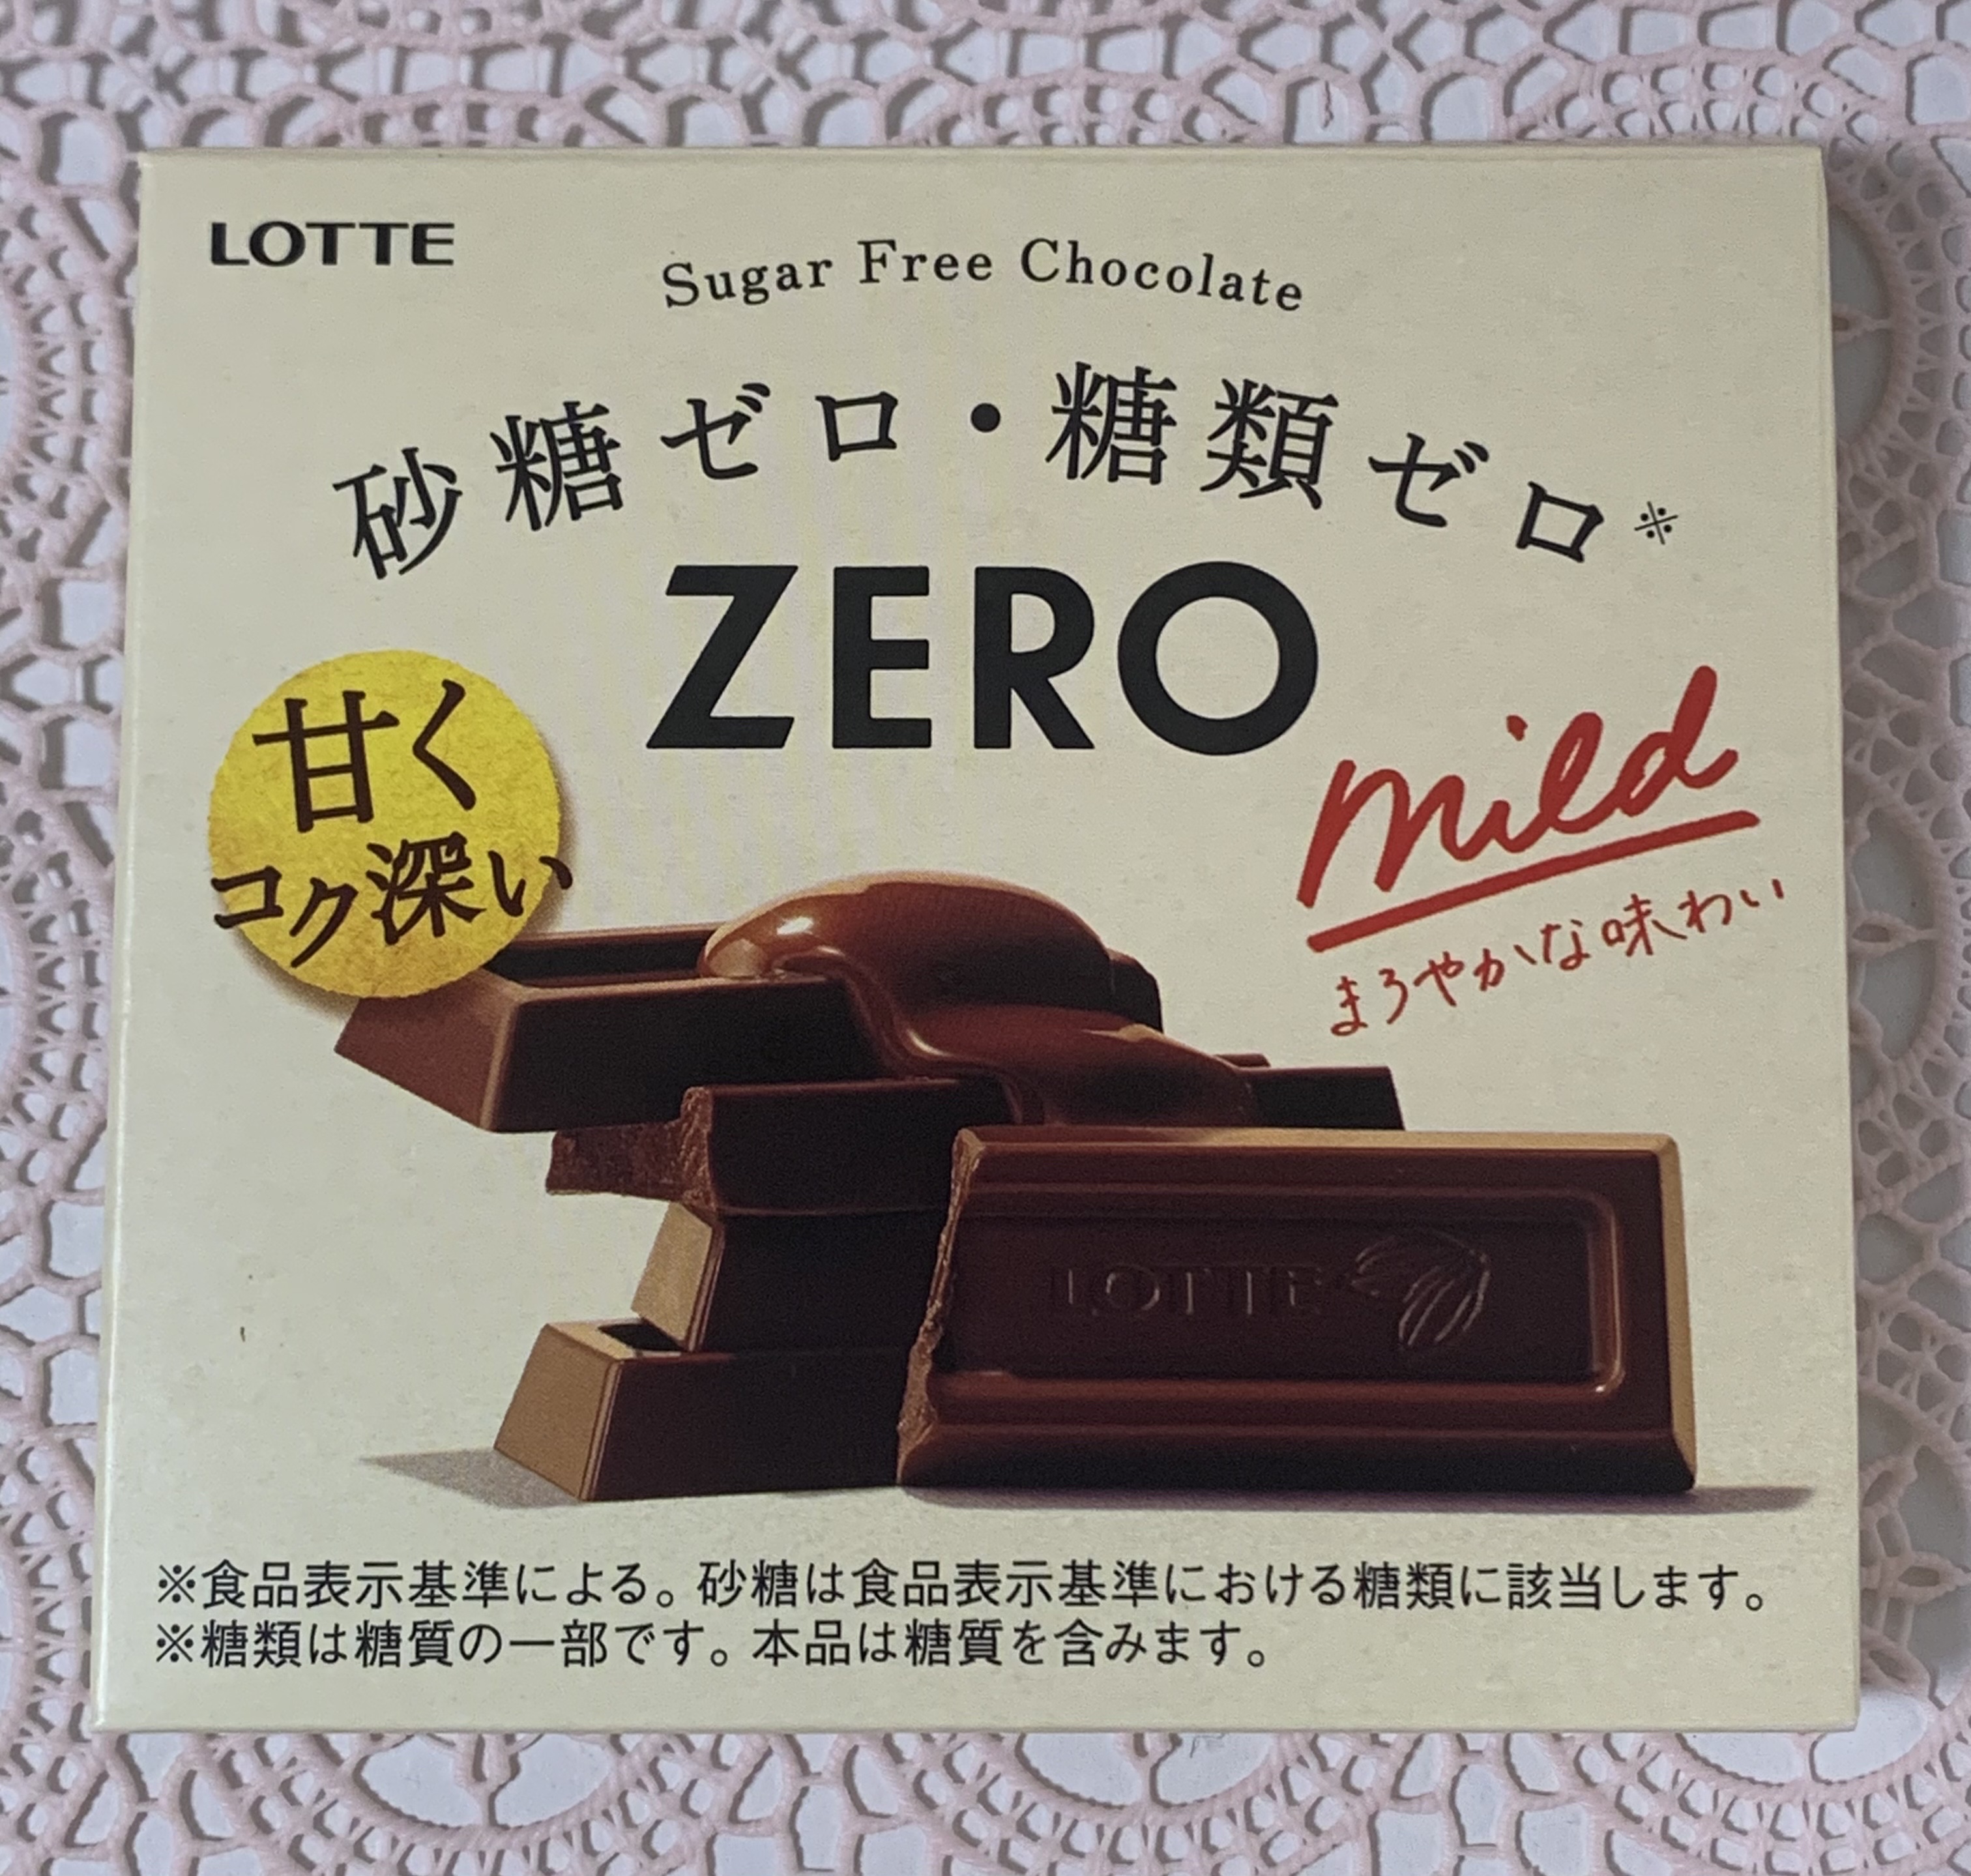 LOTTE
Sugar Free Chocolate
砂糖ゼロ・糖類ゼロ※
ZERO
mild
まろやかな味わい
甘く
コク深い
LOTTE
※食品表示基準による。砂糖は食品表示基準における糖類に該当します。
※糖類は糖質の一部です。本品は糖質を含みます。